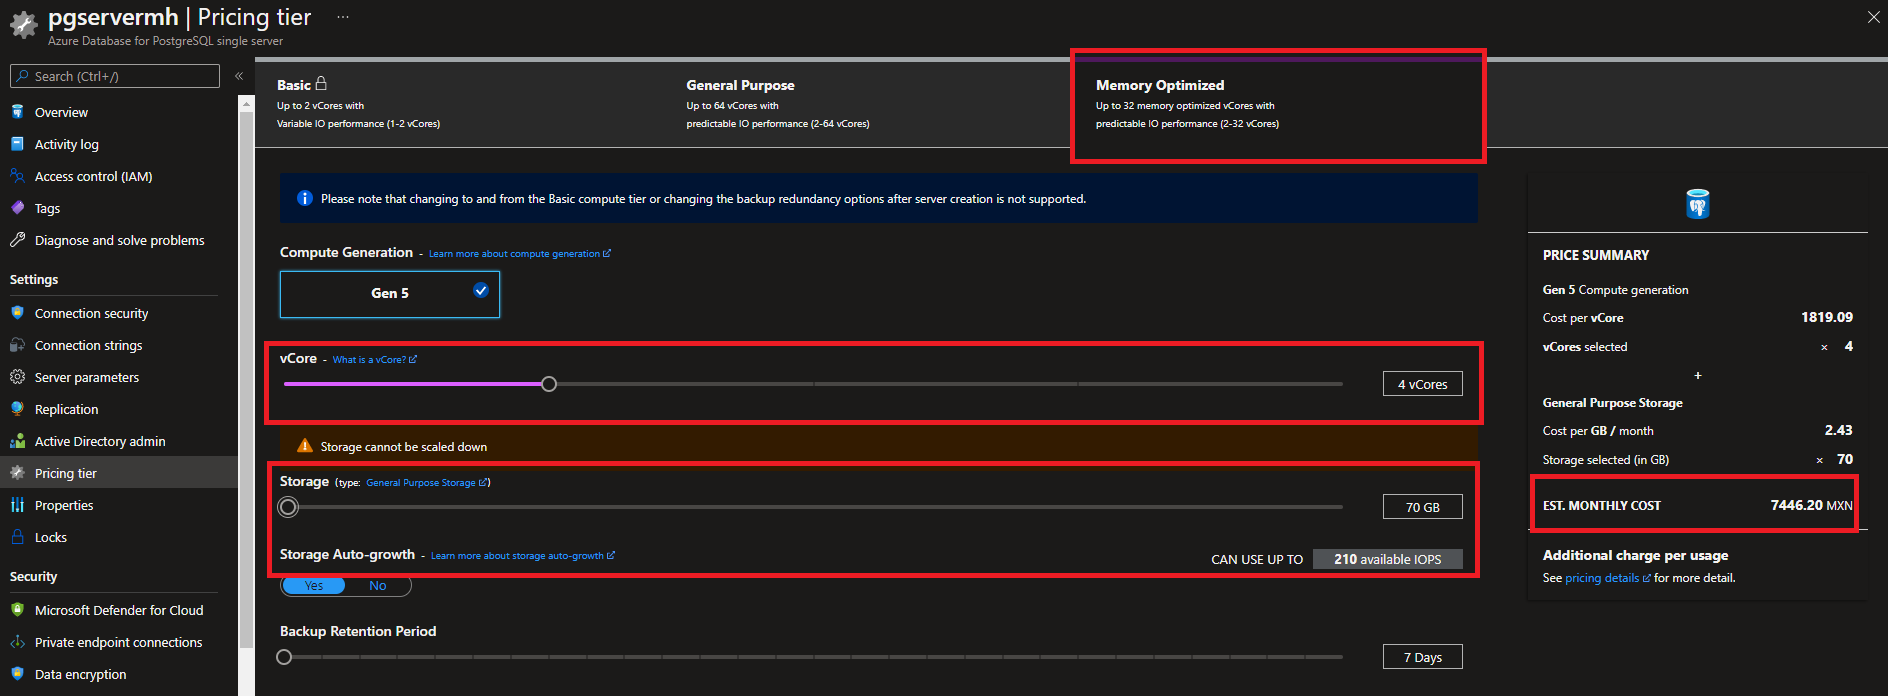 pgservermh | Pricing tier ...
Azure Database for PostgreSQL single server
Search (Ctrl+/)
«
Overview
Activity log
Access control (IAM)
Tags
Diagnose and solve problems
Settings
Connection security
Connection strings
Server parameters
Replication
Active Directory admin
Pricing tier
Properties
Locks
Security
Microsoft Defender for Cloud
Private endpoint connections
Data encryption
Basic
Up to 2 vCores with
Variable IO performance (1-2 vCores)
General Purpose
Up to 64 vCores with
predictable IO performance (2-64 vCores)
Memory Optimized
Up to 32 memory optimized vCores with
predictable IO performance (2-32 vCores)
Please note that changing to and from the Basic compute tier or changing the backup redundancy options after server creation is not supported.
Compute Generation - Learn more about compute generation
Gen 5
vCore - What is a vCore?
4 vCores
Storage cannot be scaled down
Storage (type: General Purpose Storage)
70 GB
Storage Auto-growth - Learn more about storage auto-growth
CAN USE UP TO 210 available IOPS
Yes No
Backup Retention Period
7 Days
PRICE SUMMARY
Gen 5 Compute generation
Cost per vCore 1819.09
vCores selected × 4
+
General Purpose Storage
Cost per GB / month 2.43
Storage selected (in GB) × 70
EST. MONTHLY COST 7446.20 MXN
Additional charge per usage
See pricing details for more detail.